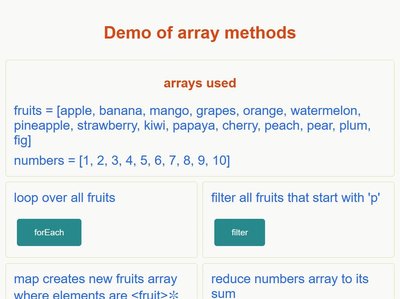 Demo of array methods
arrays used
fruits = [apple, banana, mango, grapes, orange, watermelon,
pineapple, strawberry, kiwi, papaya, cherry, peach, pear, plum,
fig]
numbers = [1, 2, 3, 4, 5, 6, 7, 8, 9, 10]
loop over all fruits
forEach
filter all fruits that start with 'p'
filter
map creates new fruits array
where elements are <fruit>✼
reduce numbers array to its
sum